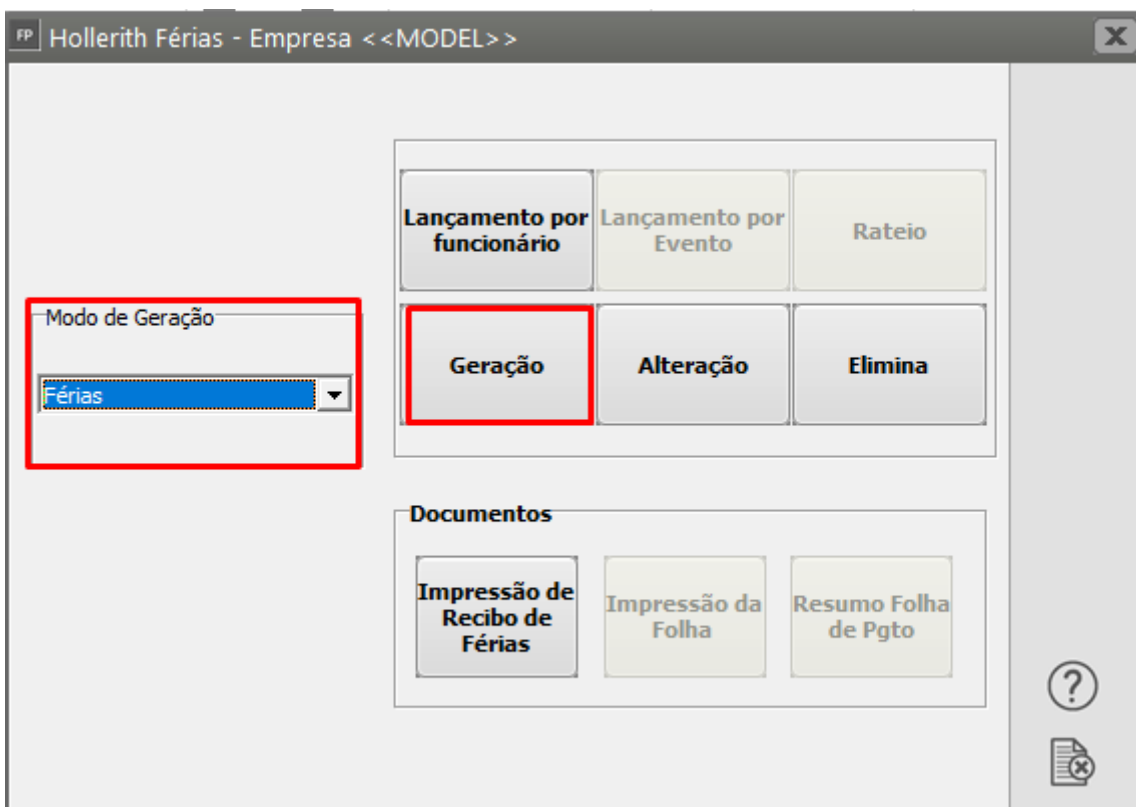 FP Hollerith Férias - Empresa <<MODEL>>
Lançamento por
funcionário
Lançamento por
Evento
Rateio
Modo de Geração
Férias
Geração
Alteração
Elimina
Documentos
Impressão de
Recibo de
Férias
Impressão da
Folha
Resumo Folha
de Pgto
?